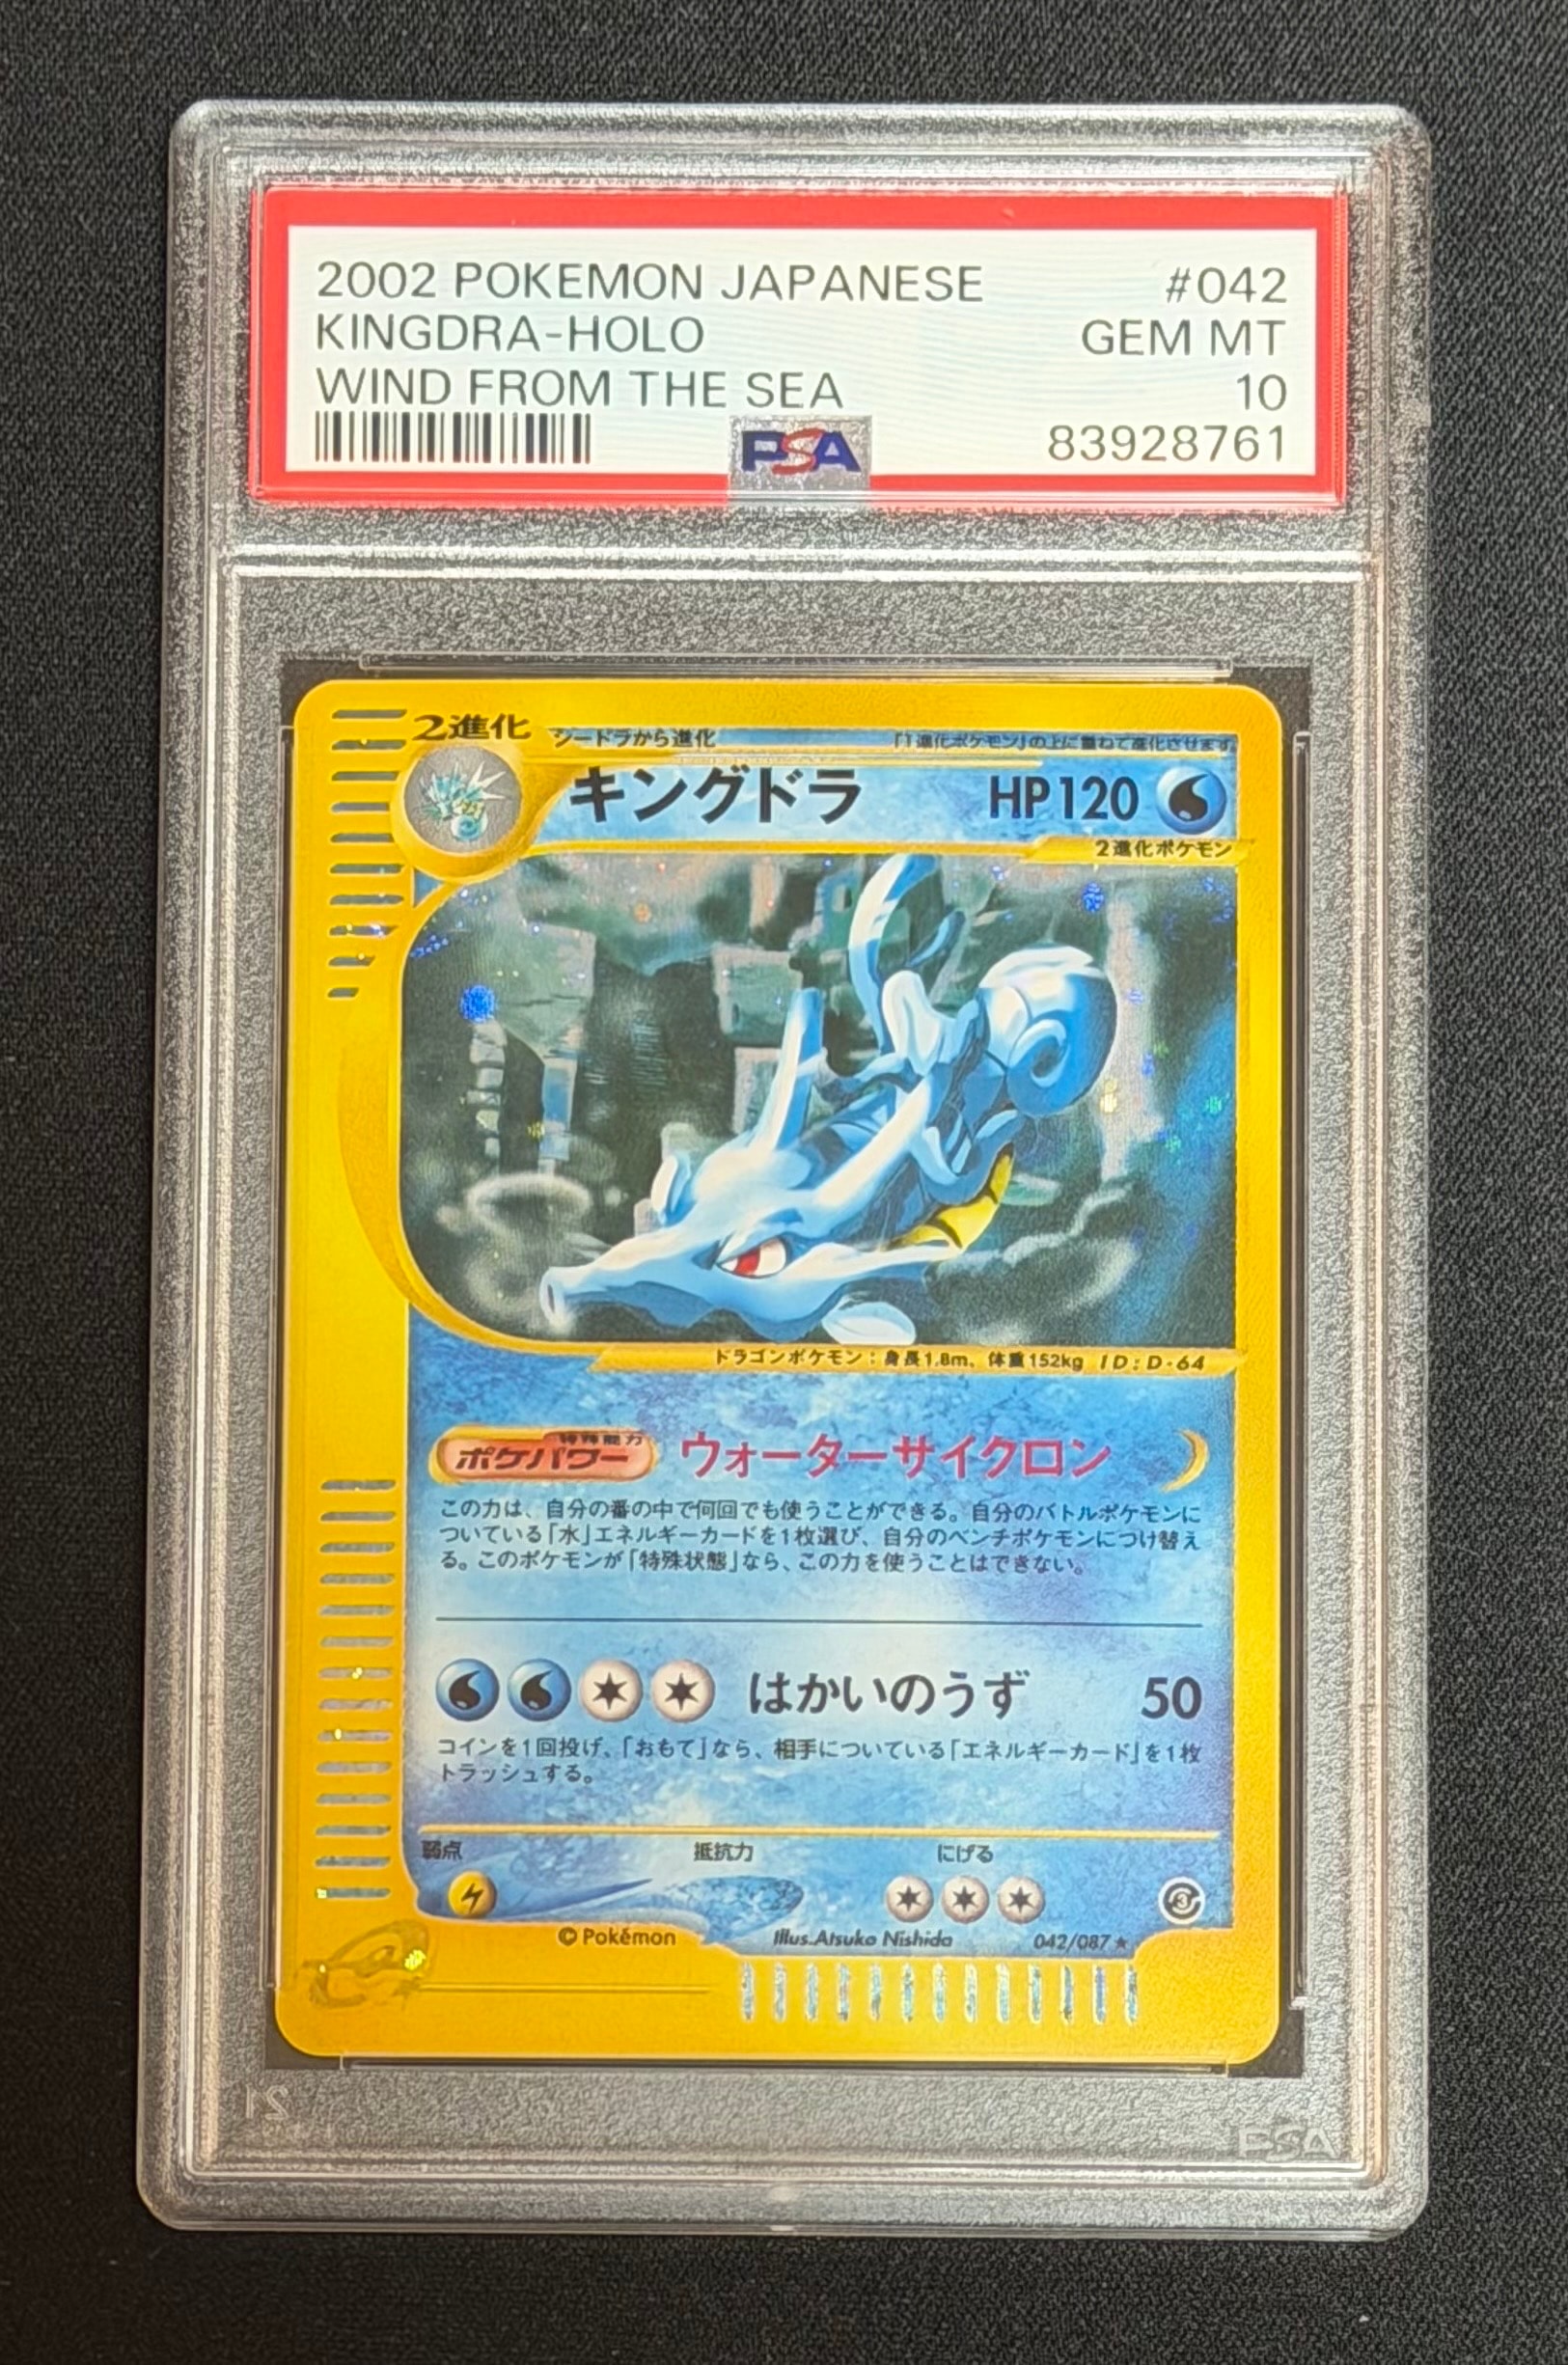 2002 POKEMON JAPANESE #042
KINGDRA-HOLO GEM MT
WIND FROM THE SEA 10
PSA 83928761
2進化 シードラから進化 「1進化ポケモン」の上に重ねて進化させます
キングドラ HP120
2進化ポケモン
ドラゴンポケモン:身長1.8m、体重152kg ID:D-64
特殊能力
ポケパワー ウォーターサイクロン
この力は、自分の番の中で何回でも使うことができる。自分のバトルポケモンに
ついている「水」エネルギーカードを1枚選び、自分のベンチポケモンにつけ替え
る。このポケモンが「特殊状態」なら、この力を使うことはできない。
はかいのうず 50
コインを1回投げ、「おもて」なら、相手についている「エネルギーカード」を1枚
トラッシュする。
弱点 抵抗力 にげる
© Pokémon Illus.Atsuko Nishida 042/087 ★
PSA